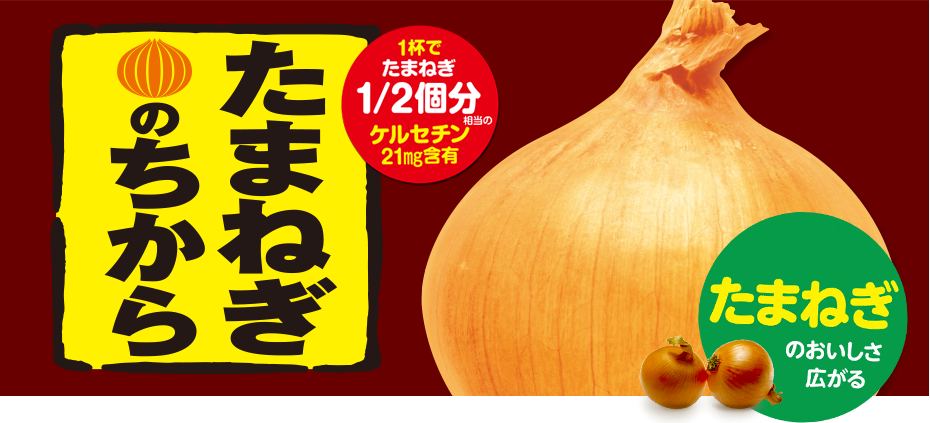 たまねぎ
のちから
1杯で
たまねぎ
1/2個分
相当の
ケルセチン
21㎎含有
たまねぎ
のおいしさ
広がる